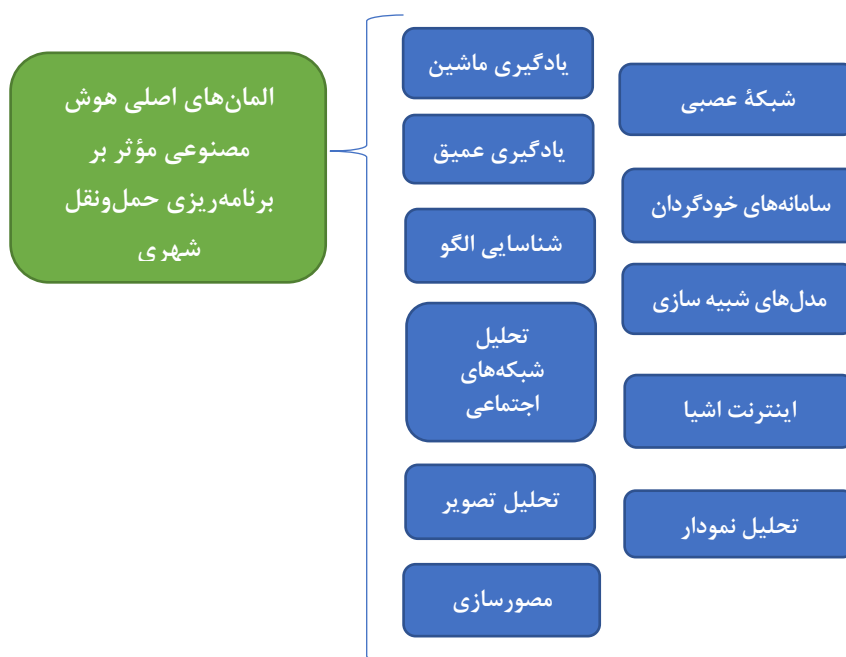 المان‌های اصلی هوش
مصنوعی مؤثر بر
برنامه‌ریزی حمل‌ونقل
شهری
شبکۀ عصبی
سامانه‌های خودگردان
مدل‌های شبیه سازی
اینترنت اشیا
تحلیل نمودار
یادگیری ماشین
یادگیری عمیق
شناسایی الگو
تحلیل
شبکه‌های
اجتماعی
تحلیل تصویر
مصورسازی